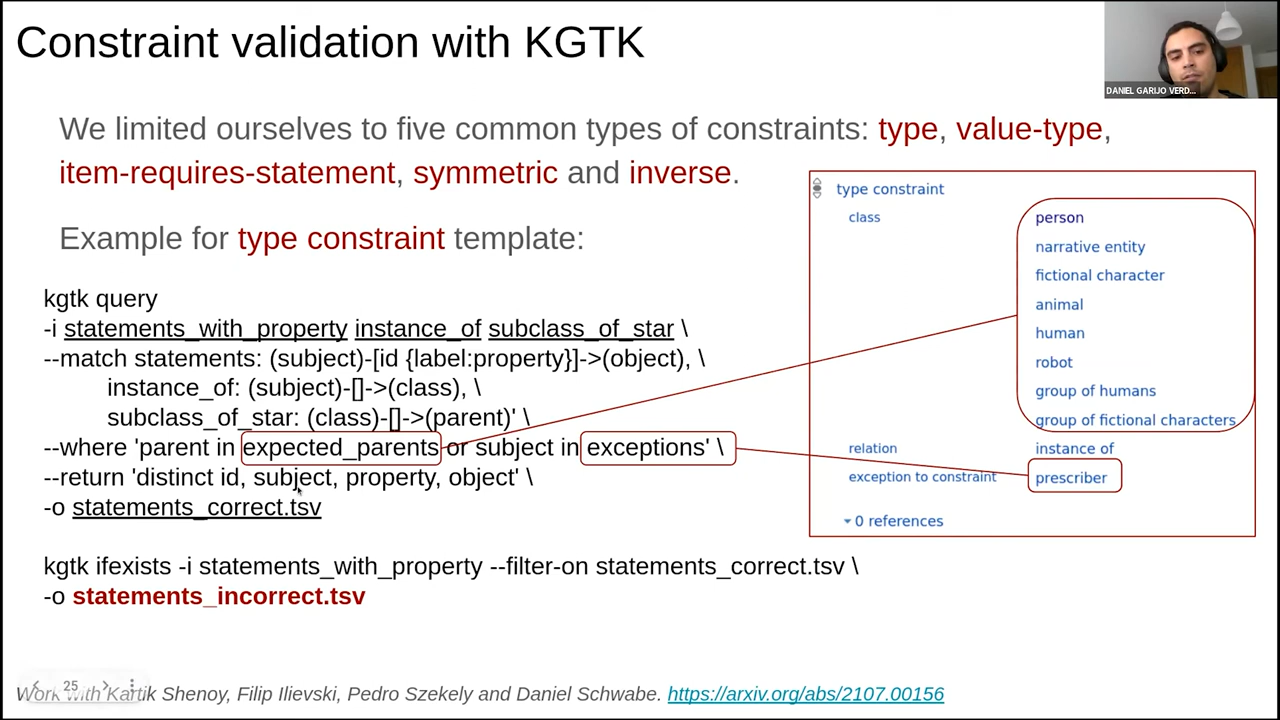 Constraint validation with KGTK
DANIEL GARIJO VERD...
We limited ourselves to five common types of constraints: type, value-type,
item-requires-statement, symmetric and inverse.
Example for type constraint template:
kgtk query
-i statements_with_property instance_of subclass_of_star \
--match statements: (subject)-[id {label:property}]->(object), \
instance_of: (subject)-[]->(class), \
subclass_of_star: (class)-[]->(parent)' \
--where 'parent in expected_parents or subject in exceptions' \
--return 'distinct id, subject, property, object' \
-o statements_correct.tsv
kgtk ifexists -i statements_with_property --filter-on statements_correct.tsv \
-o statements_incorrect.tsv
type constraint
class
person
narrative entity
fictional character
animal
human
robot
group of humans
group of fictional characters
relation
instance of
exception to constraint
prescriber
0 references
25
Work with Kartik Shenoy, Filip Ilievski, Pedro Szekely and Daniel Schwabe. https://arxiv.org/abs/2107.00156